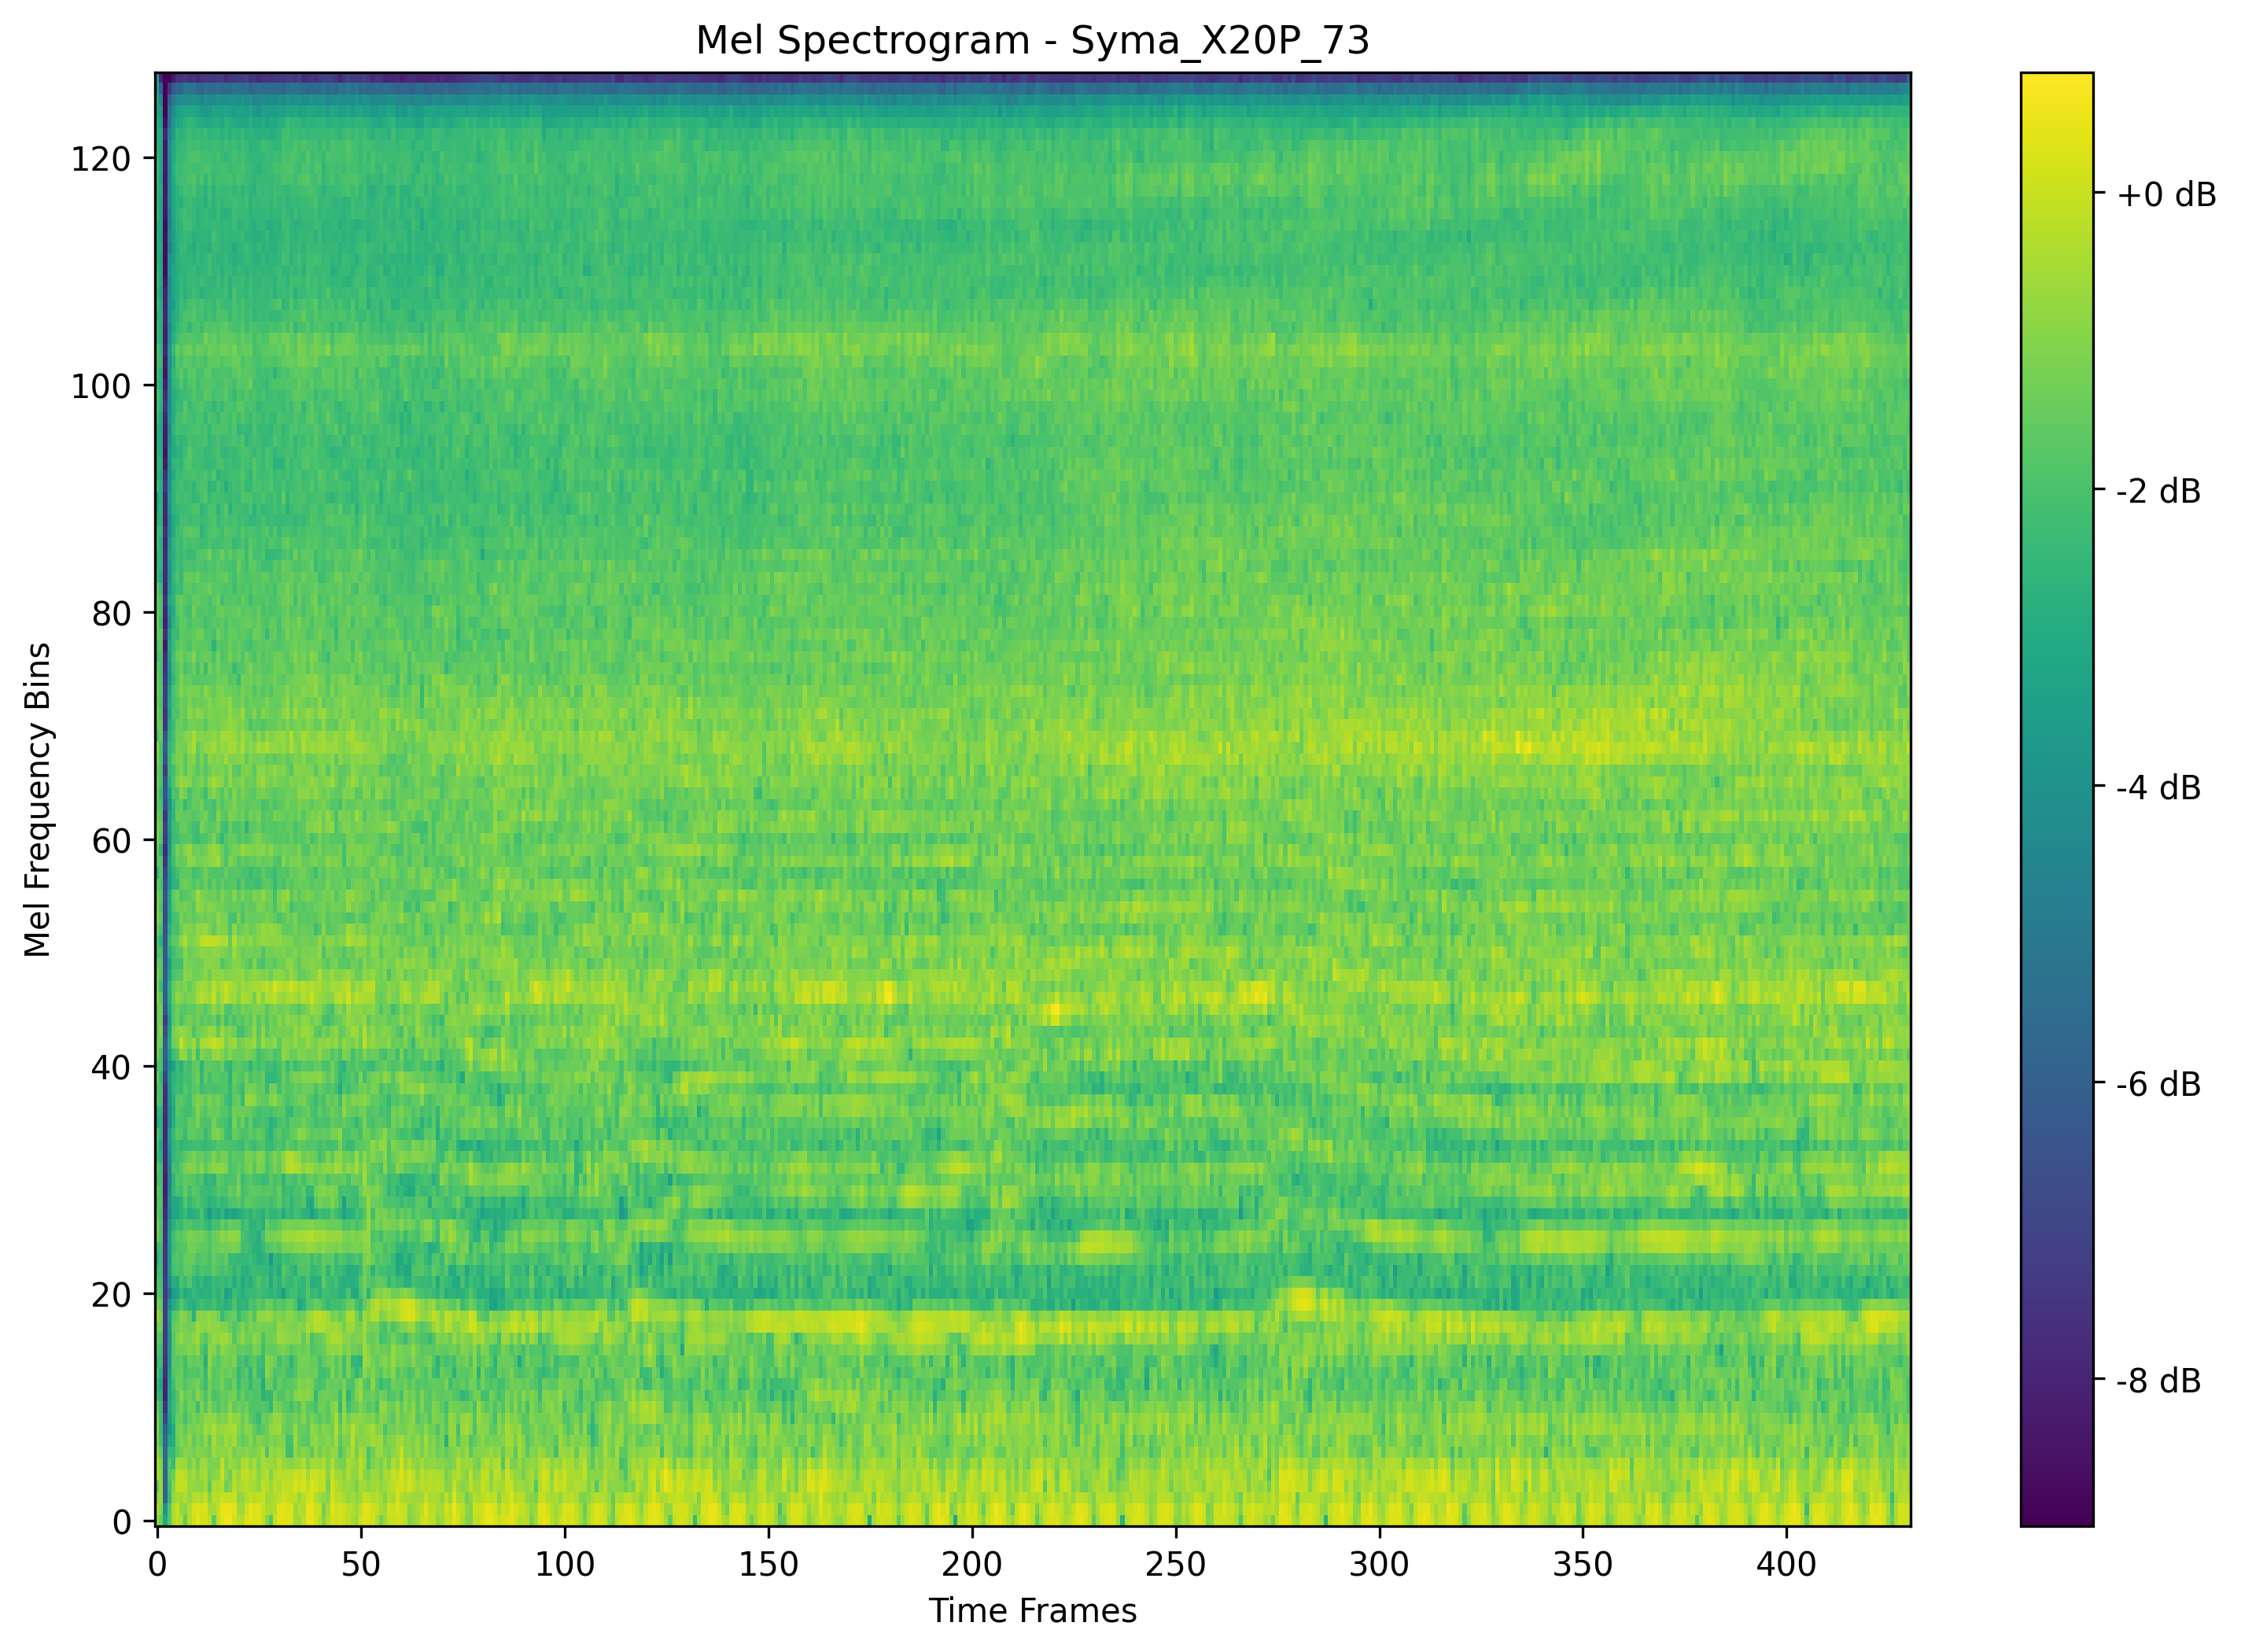 Mel Spectrogram - Syma_X20P_73
Mel Frequency Bins
120
100
80
60
40
20
0
0 50 100 150 200 250 300 350 400
Time Frames
+0 dB
-2 dB
-4 dB
-6 dB
-8 dB